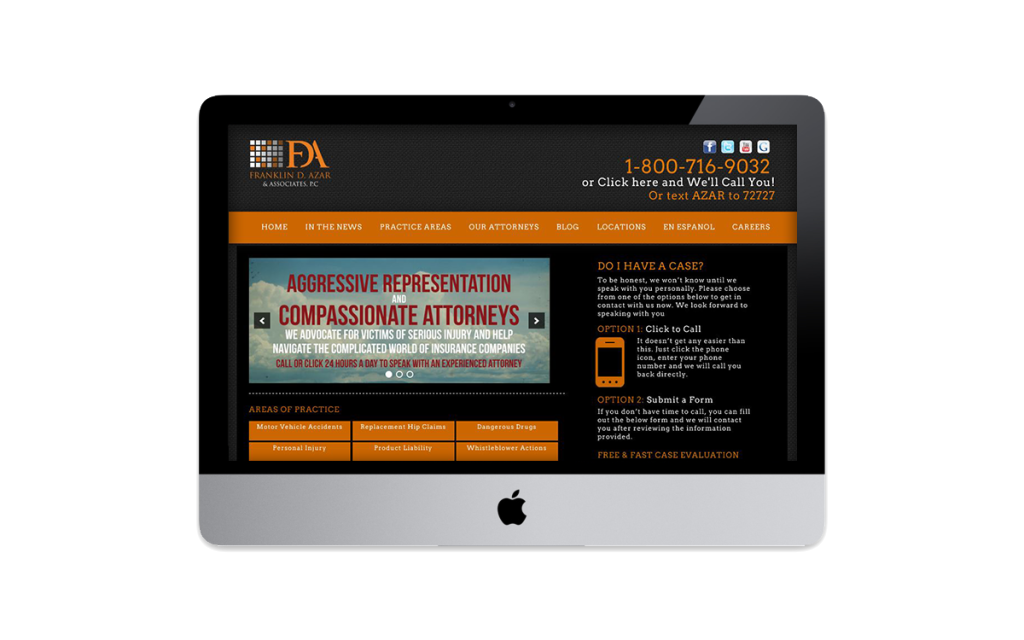 FDA
FRANKLIN D. AZAR
& ASSOCIATES, P.C
1-800-716-9032
or Click here and We'll Call You!
Or text AZAR to 72727
HOME IN THE NEWS PRACTICE AREAS OUR ATTORNEYS BLOG LOCATIONS EN ESPANOL CAREERS
AGGRESSIVE REPRESENTATION
AND
COMPASSIONATE ATTORNEYS
WE ADVOCATE FOR VICTIMS OF SERIOUS INJURY AND HELP
NAVIGATE THE COMPLICATED WORLD OF INSURANCE COMPANIES
CALL OR CLICK 24 HOURS A DAY TO SPEAK WITH AN EXPERIENCED ATTORNEY
AREAS OF PRACTICE
Motor Vehicle Accidents Replacement Hip Claims Dangerous Drugs
Personal Injury Product Liability Whistleblower Actions
DO I HAVE A CASE?
To be honest, we won't know until we
speak with you personally. Please choose
from one of the options below to get in
contact with us now. We look forward to
speaking with you
OPTION 1: Click to Call
It doesn't get any easier than
this. Just click the phone
icon, enter your phone
number and we will call you
back directly.
OPTION 2: Submit a Form
If you don't have time to call, you can fill
out the below form and we will contact
you after reviewing the information
provided.
FREE & FAST CASE EVALUATION